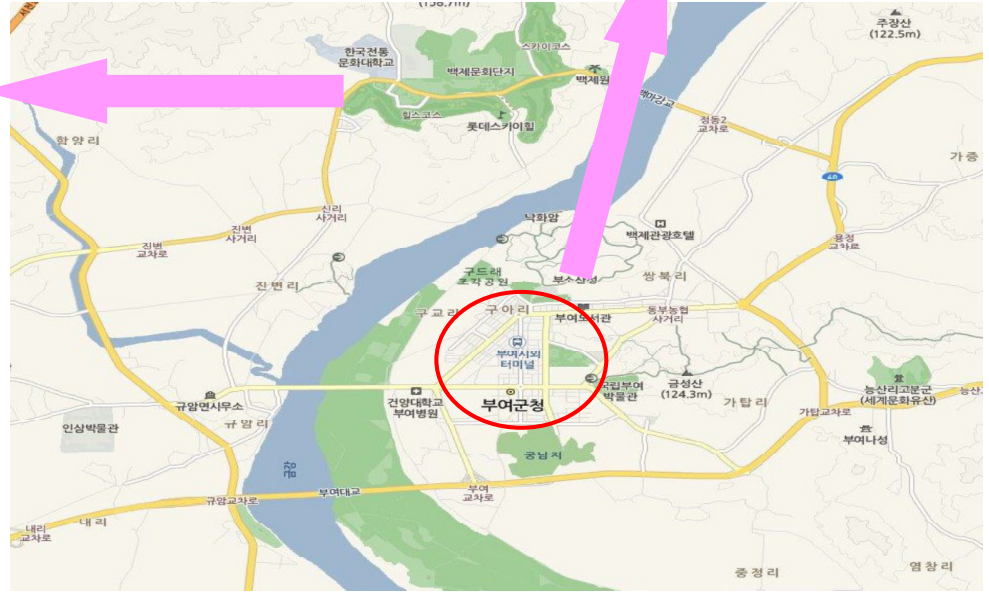 (158.7m)
주장산
(122.5m)
한국전통
문화대학교
스카이코스
백제문화단지
백제원
백마강교
힐스코스
롯데스카이힐
정동2
교차로
함양리
가증
40
신리
사거리
진변
사거리
낙화암
백제관광호텔
진변
교차로
용정
교차로
구드래
조각공원
부소산성
쌍북리
진변리
구교리
구아리
부여도서관
동부농협
사거리
부여시외
터미널
국립부여
박물관
금성산
(124.3m)
능산리고분군
(세계문화유산)
능산
규암면사무소
건양대학교
부여병원
부여군청
가탑리
가탑교차로
인삼박물관
규암리
부여나성
궁남지
금강
부여대교
부여
교차로
규암교차로
내리
내리
교차로
중정리
염창리